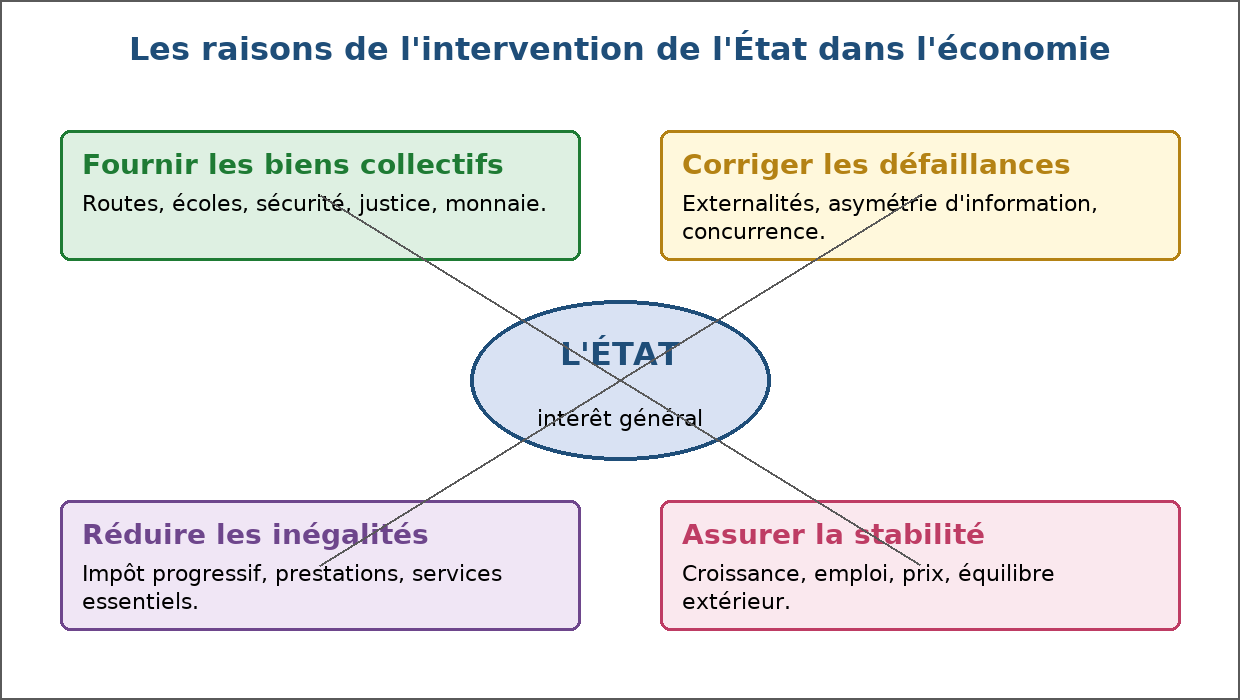 Les raisons de l'intervention de l'État dans l'économie
Fournir les biens collectifs
Routes, écoles, sécurité, justice, monnaie.
Corriger les défaillances
Externalités, asymétrie d'information,
concurrence.
L'ÉTAT
intérêt général
Réduire les inégalités
Impôt progressif, prestations, services
essentiels.
Assurer la stabilité
Croissance, emploi, prix, équilibre
extérieur.